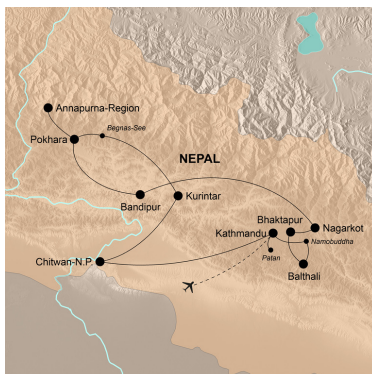 Annapurna-Region
Begnas-See
Pokhara
NEPAL
Bandipur
Kurintar
Bhaktapur
Nagarkot
Kathmandu
Namobuddha
Patan
Chitwan-N.P.
Balthali